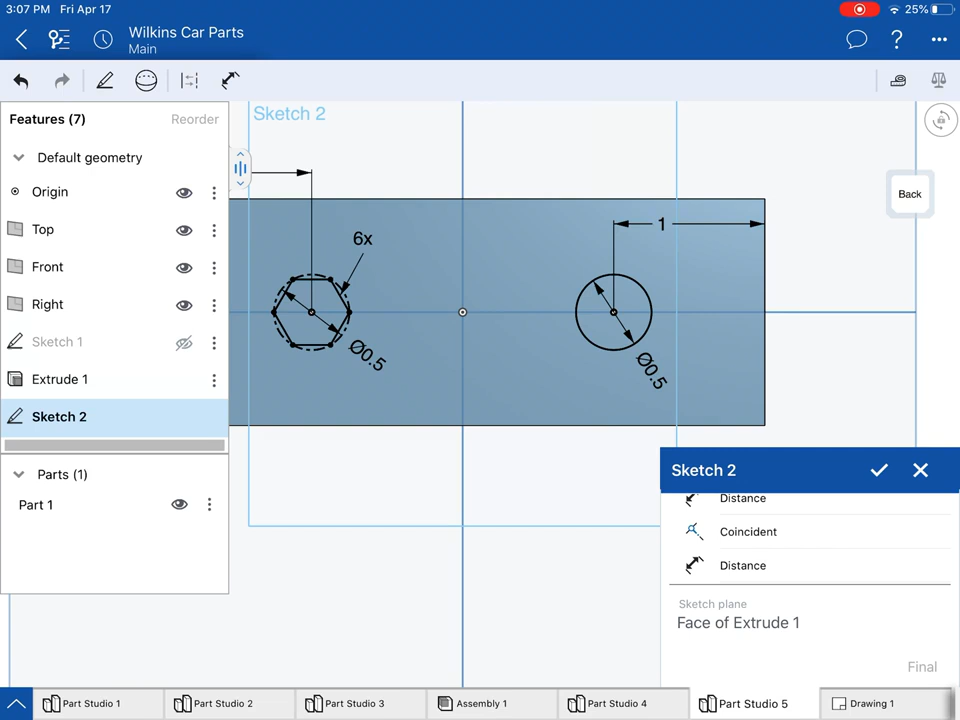 3:07 PM Fri Apr 17
25%
Wilkins Car Parts
Main
?
Features (7)
Reorder
Default geometry
Origin
Top
Front
Right
Sketch 1
Extrude 1
Sketch 2
Parts (1)
Part 1
Sketch 2
6x
Ø0.5
1
Ø0.5
Back
Sketch 2
Distance
Coincident
Distance
Sketch plane
Face of Extrude 1
Final
Part Studio 1
Part Studio 2
Part Studio 3
Assembly 1
Part Studio 4
Part Studio 5
Drawing 1